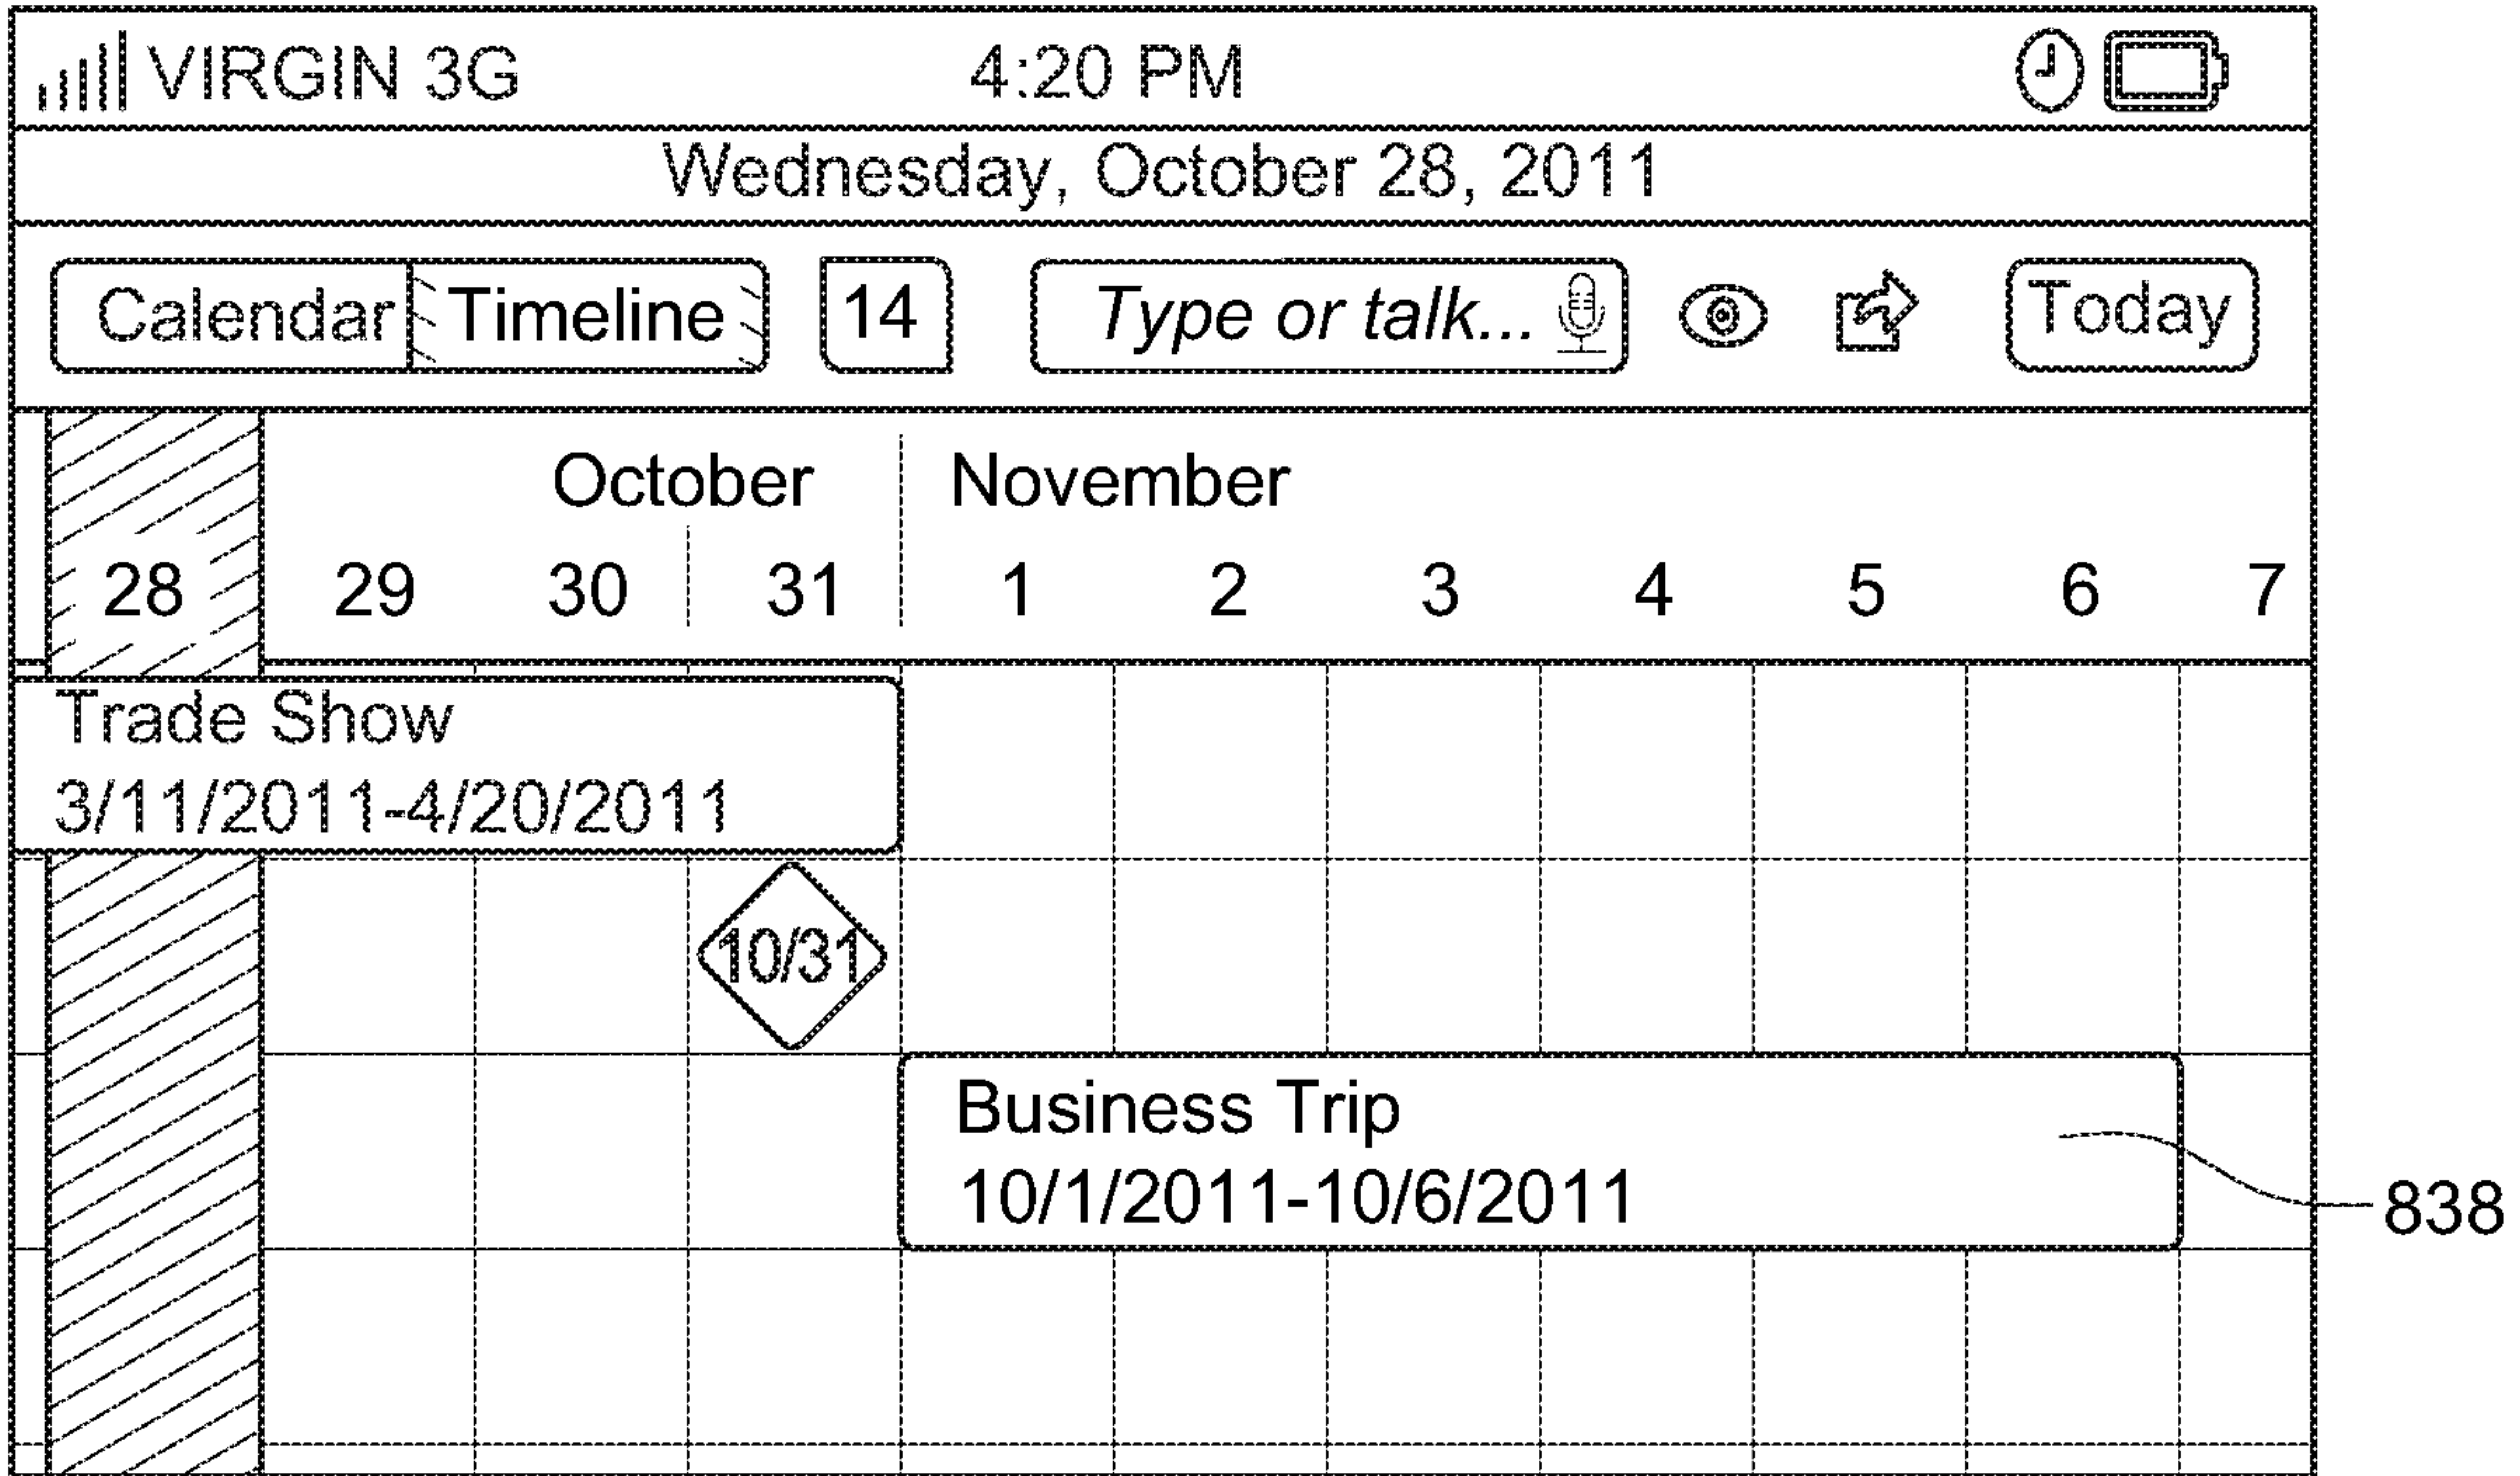 VIRGIN 3G 4:20 PM
Wednesday, October 28, 2011
Calendar Timeline 14 Type or talk... Today
October November
28 29 30 31 1 2 3 4 5 6 7
Trade Show
3/11/2011-4/20/2011
10/31
Business Trip
10/1/2011-10/6/2011
838